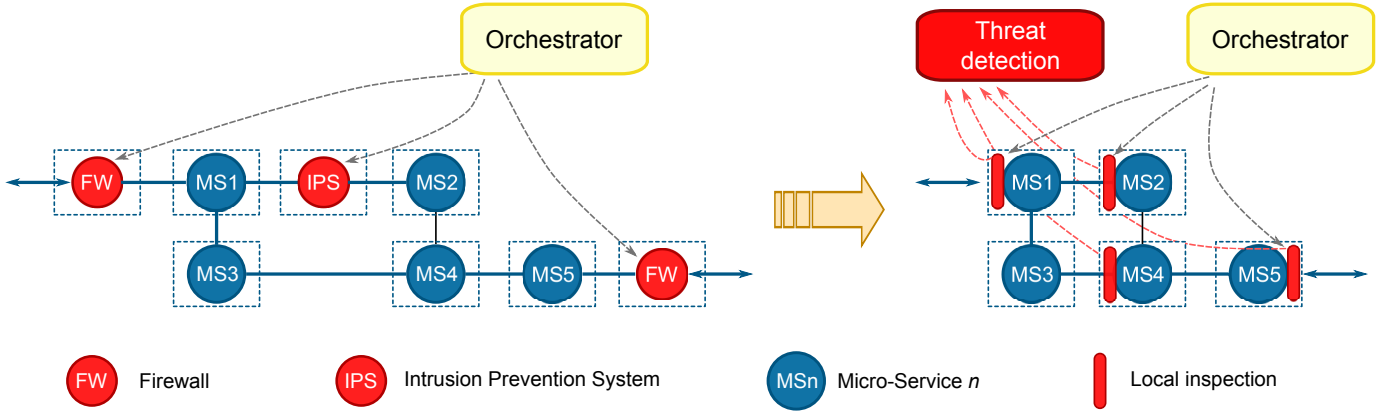 Orchestrator
FW
MS1
IPS
MS2
MS3
MS4
MS5
FW
Threat
detection
Orchestrator
MS1
MS2
MS3
MS4
MS5
FW Firewall
IPS Intrusion Prevention System
MSn Micro-Service n
Local inspection